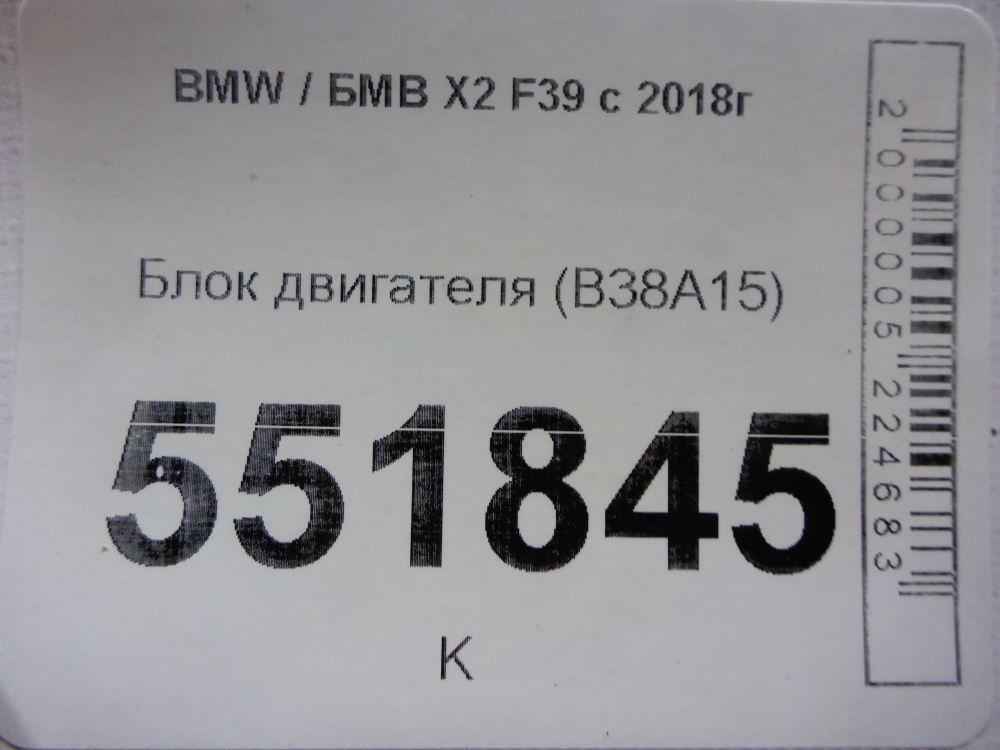 BMW / БМВ X2 F39 с 2018г
Блок двигателя (B38A15)
551845
К
2000005224683